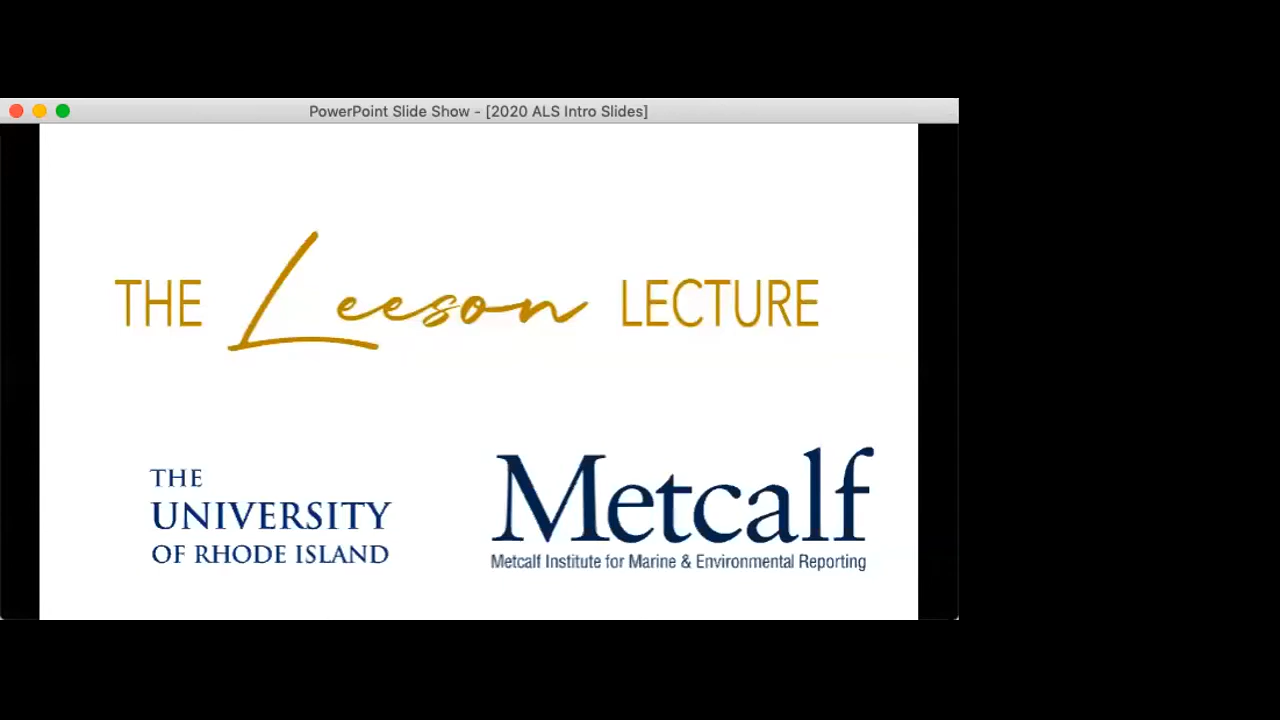 PowerPoint Slide Show - [2020 ALS Intro Slides]
THE Leeson LECTURE
THE
UNIVERSITY
OF RHODE ISLAND
Metcalf
Metcalf Institute for Marine & Environmental Reporting